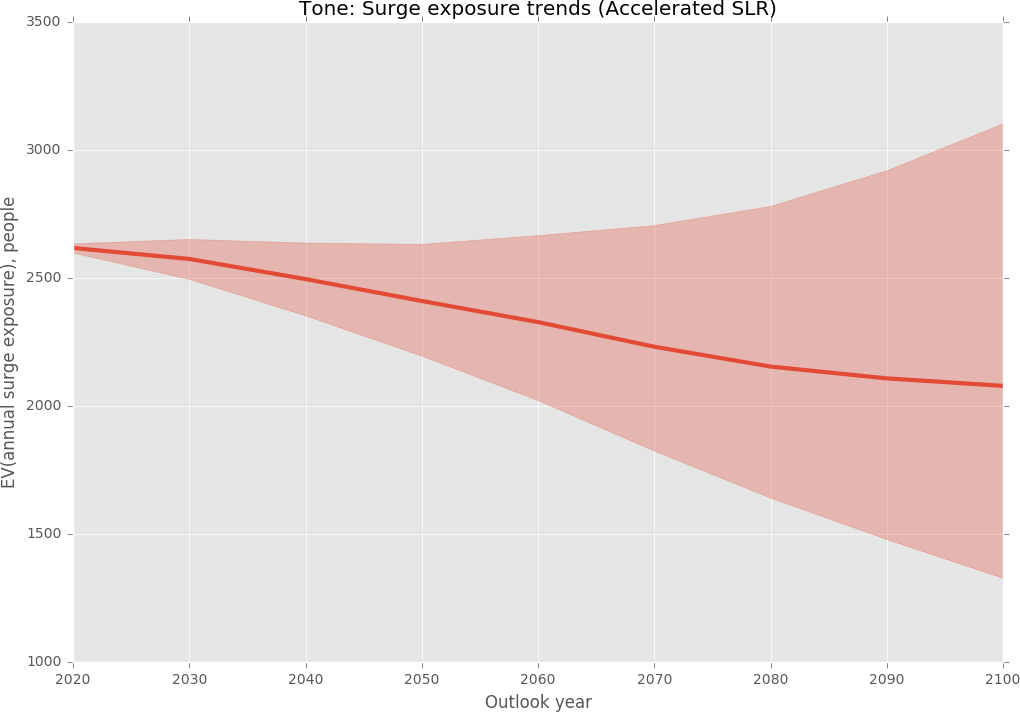 Tone: Surge exposure trends (Accelerated SLR)
3500
3000
2500
2000
1500
1000
EV(annual surge exposure), people
2020 2030 2040 2050 2060 2070 2080 2090 2100
Outlook year